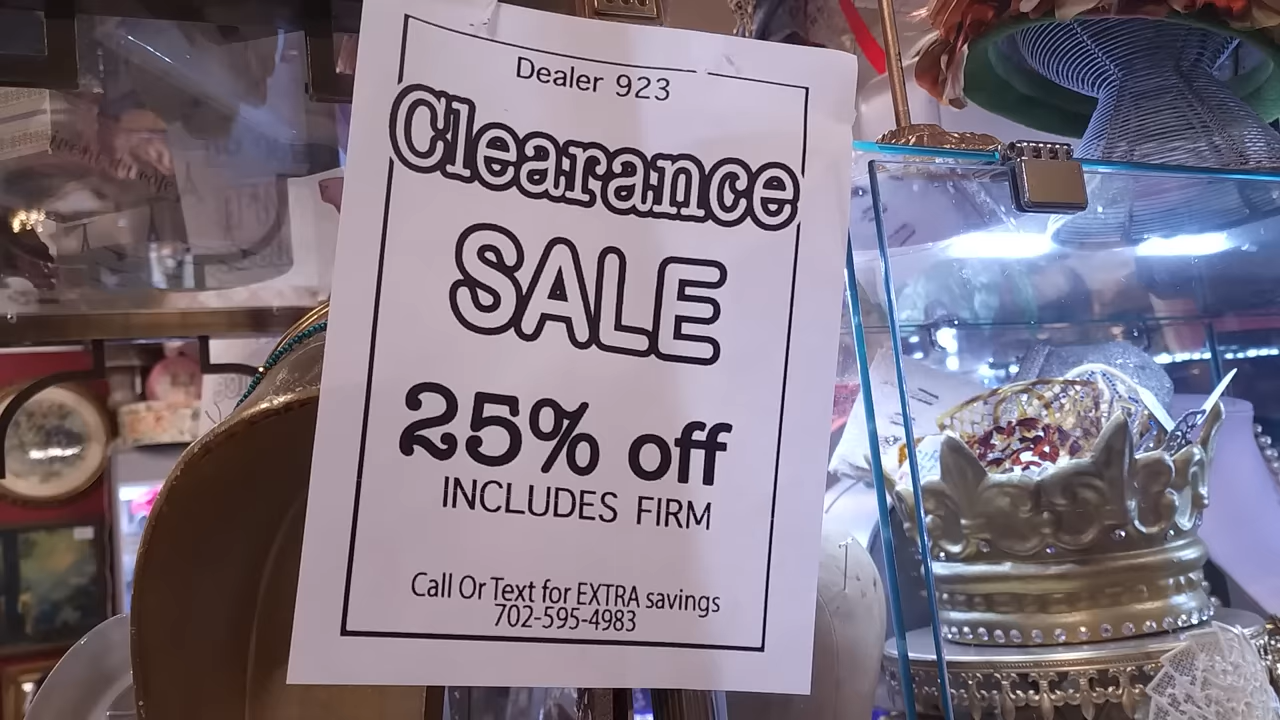 Dealer 923
Clearance
SALE
25% off
INCLUDES FIRM
Call Or Text for EXTRA savings
702-595-4983